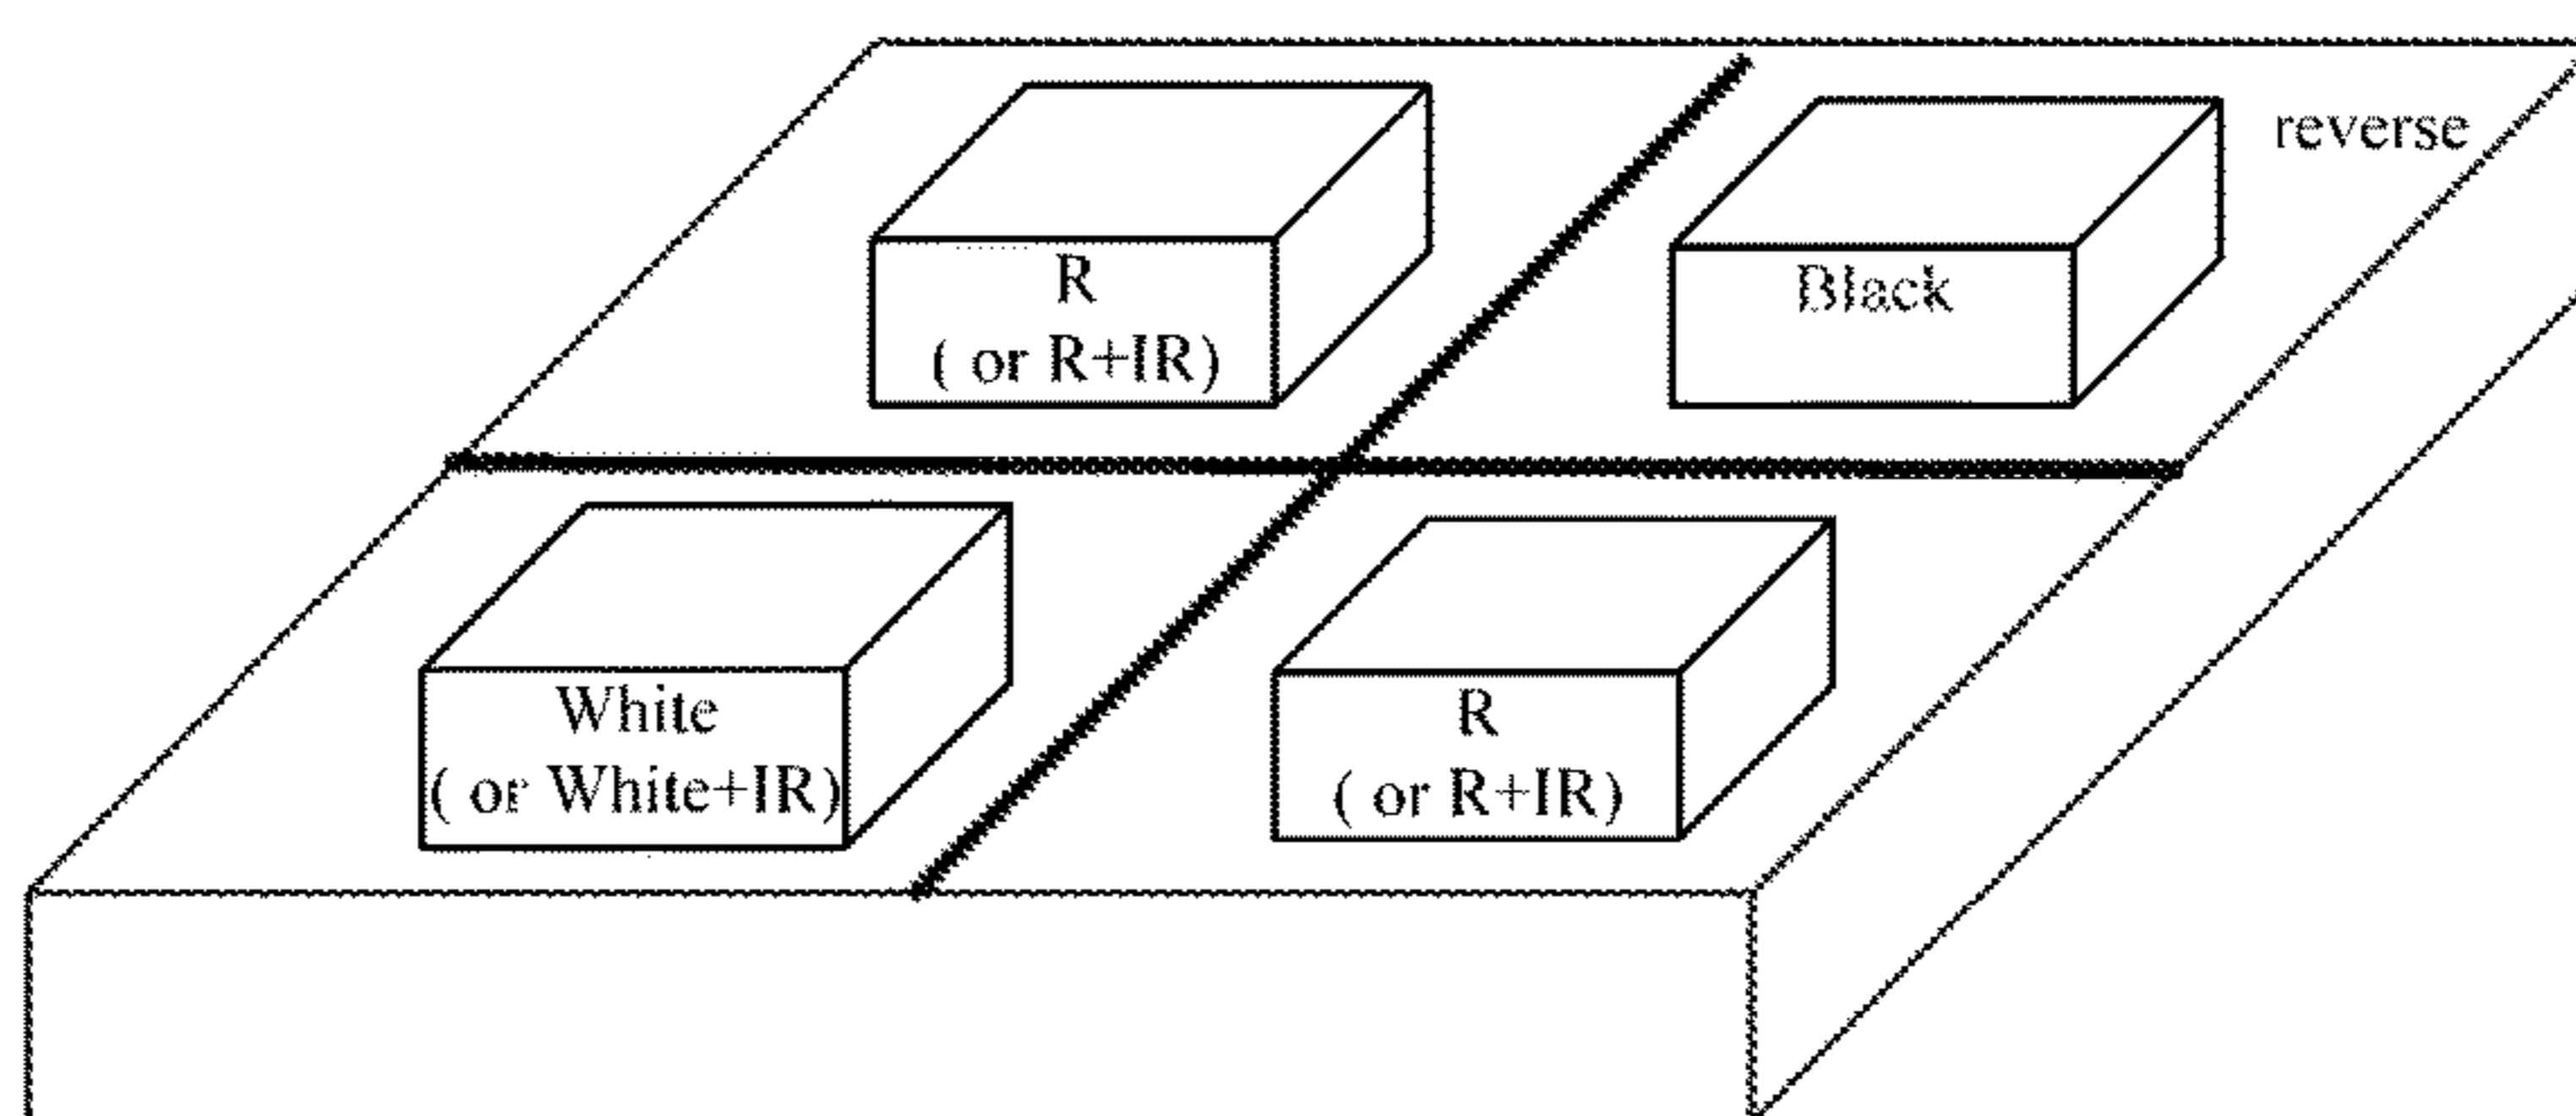 reverse
R
( or R+IR)
Black
White
( or White+IR)
R
( or R+IR)